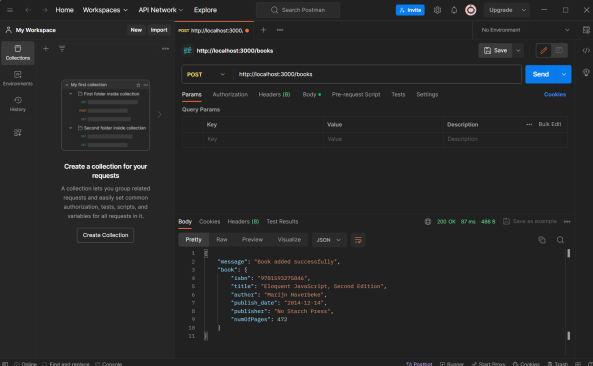 Home Workspaces API Network Explore Search Postman Invite Upgrade
My Workspace New Import POST http://localhost:3000/books No Environment
Collections
Environments
History
My first collection
First folder inside collection
Second folder inside collection
Create a collection for your
requests
A collection lets you group related
requests and easily set common
authorization, tests, scripts, and
variables for all requests in it.
Create Collection
http://localhost:3000/books Save
POST http://localhost:3000/books Send
Params Authorization Headers (8) Body Pre-request Script Tests Settings Cookies
Query Params
Key Value Description Bulk Edit
Key Value Description
Body Cookies Headers (8) Test Results 200 OK 87 ms 488 B Save as example
Pretty Raw Preview Visualize JSON
1 {
2 "message": "Book added successfully",
3 "book": {
4 "isbn": "9781593275846",
5 "title": "Eloquent JavaScript, Second Edition",
6 "author": "Marijn Haverbeke",
7 "publish_date": "2014-12-14",
8 "publisher": "No Starch Press",
9 "numOfPages": 472
10 }
11 }
Online Find and replace Console Postbot Runner Start Proxy Cookies Trash